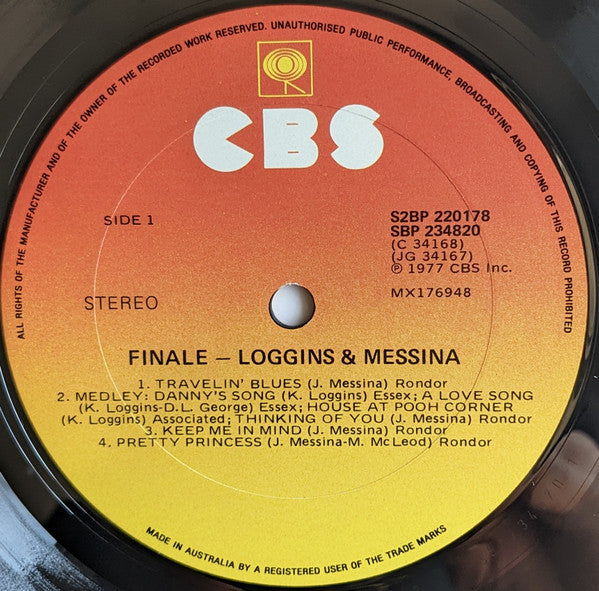 ALL RIGHTS OF THE MANUFACTURER AND OF THE OWNER OF THE RECORDED WORK RESERVED. UNAUTHORISED PUBLIC PERFORMANCE, BROADCASTING AND COPYING OF THIS RECORD PROHIBITED
CBS
SIDE 1
S2BP 220178
SBP 234820
(C 34168)
(JG 34167)
℗ 1977 CBS Inc.
STEREO
MX176948
FINALE – LOGGINS & MESSINA
1. TRAVELIN' BLUES (J. Messina) Rondor
2. MEDLEY: DANNY'S SONG (K. Loggins) Essex; A LOVE SONG
(K. Loggins-D.L. George) Essex; HOUSE AT POOH CORNER
(K. Loggins) Associated; THINKING OF YOU (J. Messina) Rondor
3. KEEP ME IN MIND (J. Messina) Rondor
4. PRETTY PRINCESS (J. Messina-M. McLeod) Rondor
MADE IN AUSTRALIA BY A REGISTERED USER OF THE TRADE MARKS